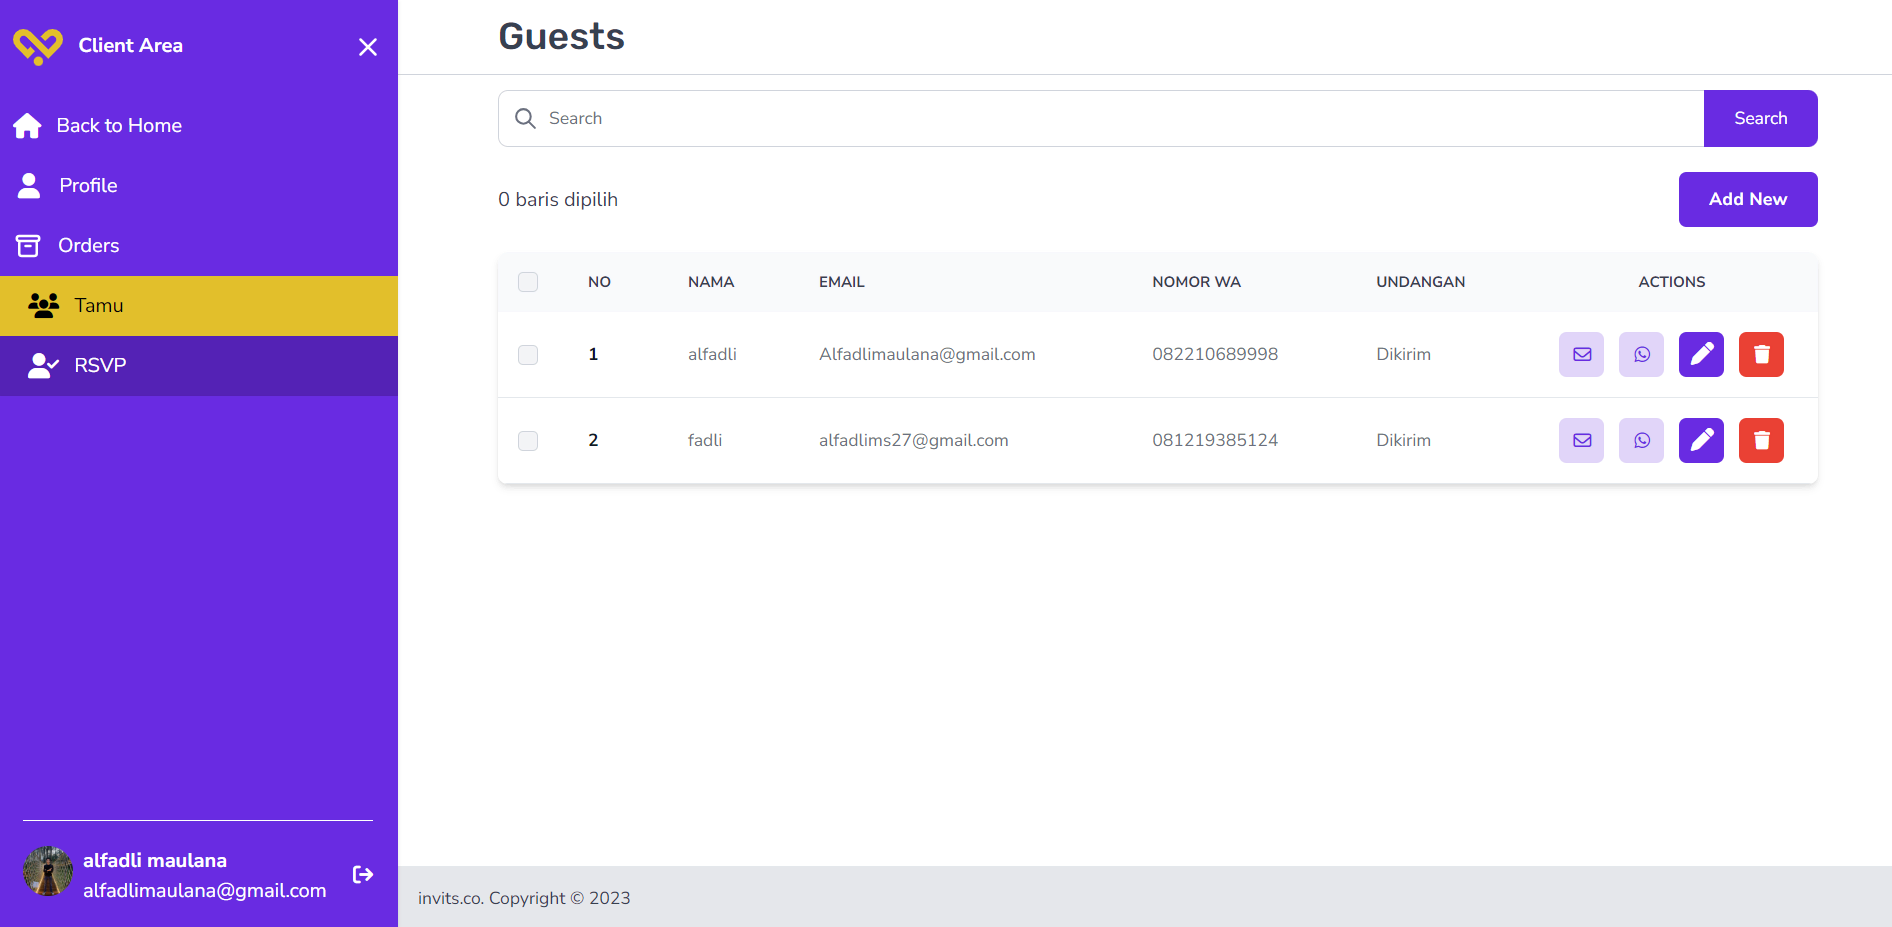 Client Area
Back to Home
Profile
Orders
Tamu
RSVP
alfadli maulana
alfadlimaulana@gmail.com
Guests
Search
Search
0 baris dipilih
Add New
NO NAMA EMAIL NOMOR WA UNDANGAN ACTIONS
1 alfadli Alfadlimaulana@gmail.com 082210689998 Dikirim
2 fadli alfadlims27@gmail.com 081219385124 Dikirim
invits.co. Copyright © 2023